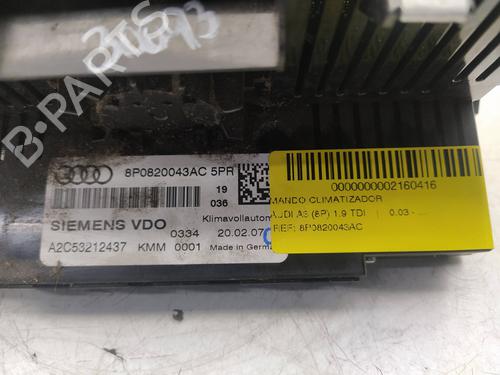 B-PARTS
8P0820043AC 5PR
19
036
SIEMENS VDO
Klimavollautom
0334 20.02.07
A2C53212437 KMM 0001 Made in German
0000000002160416
MANDO CLIMATIZADOR
AUDI A3 (8P) 1.9 TDI | 0.03 - ...
REF: 8P0820043AC